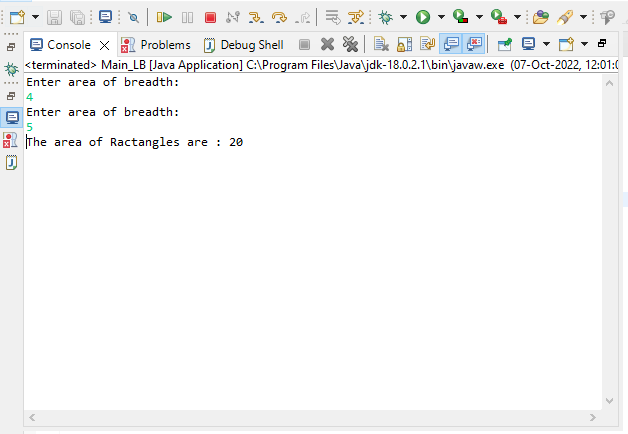 Console Problems Debug Shell
<terminated> Main_LB [Java Application] C:\Program Files\Java\jdk-18.0.2.1\bin\javaw.exe (07-Oct-2022, 12:01:0
Enter area of breadth:
4
Enter area of breadth:
5
The area of Ractangles are : 20